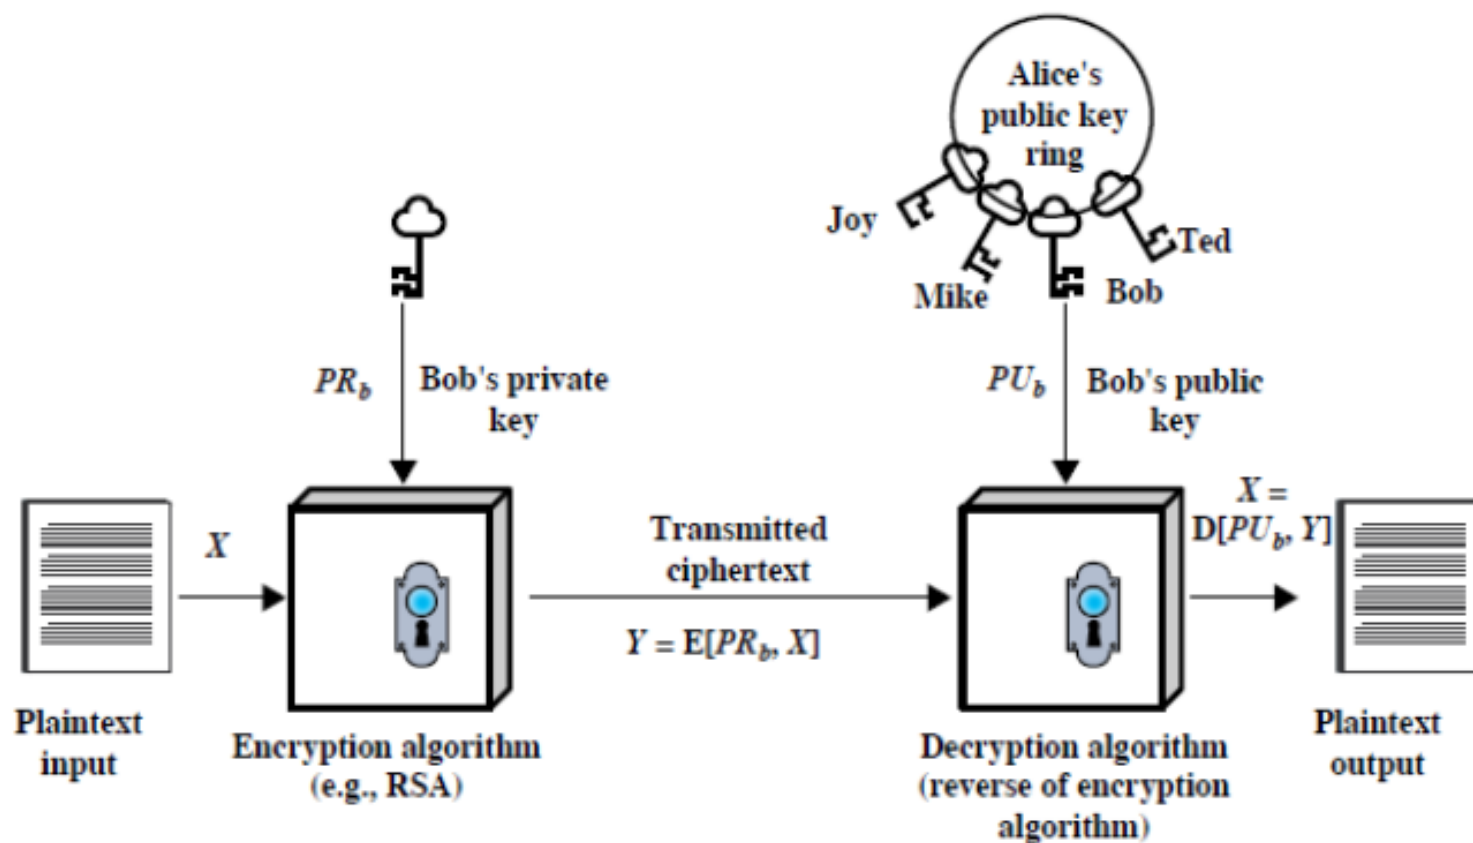 Alice's
public key
ring
Joy
Ted
Mike
Bob
PR_b
Bob's private
key
PU_b
Bob's public
key
X
Transmitted
ciphertext
Y = E[PR_b, X]
X =
D[PU_b, Y]
Plaintext
input
Encryption algorithm
(e.g., RSA)
Decryption algorithm
(reverse of encryption
algorithm)
Plaintext
output